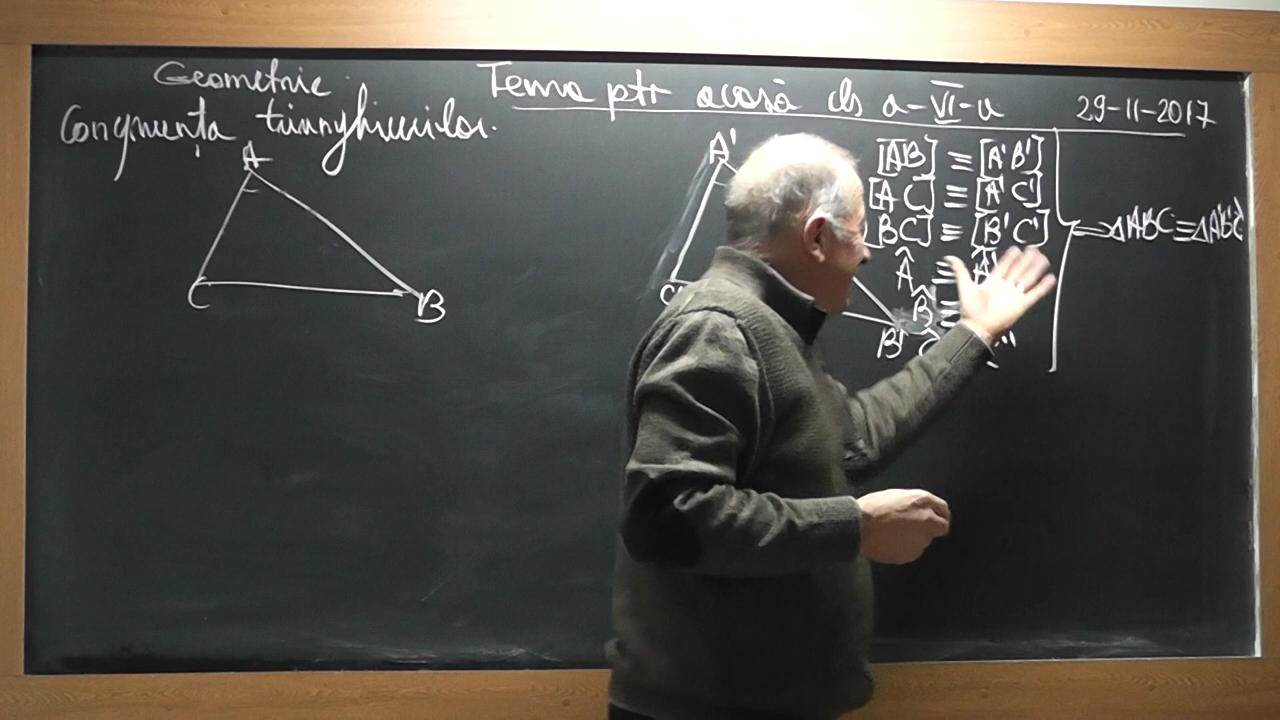 Geometrie
Congruența triunghiurilor.
Tema ptr acasă cls a-VI-a 29-11-2017
A
C
B
A'
C'
B'
[AB] ≡ [A'B']
[AC] ≡ [A'C']
[BC] ≡ [B'C']
Â ≡ Â'
B̂ ≡
Ĉ
⟹ ΔABC ≡ ΔA'B'C'